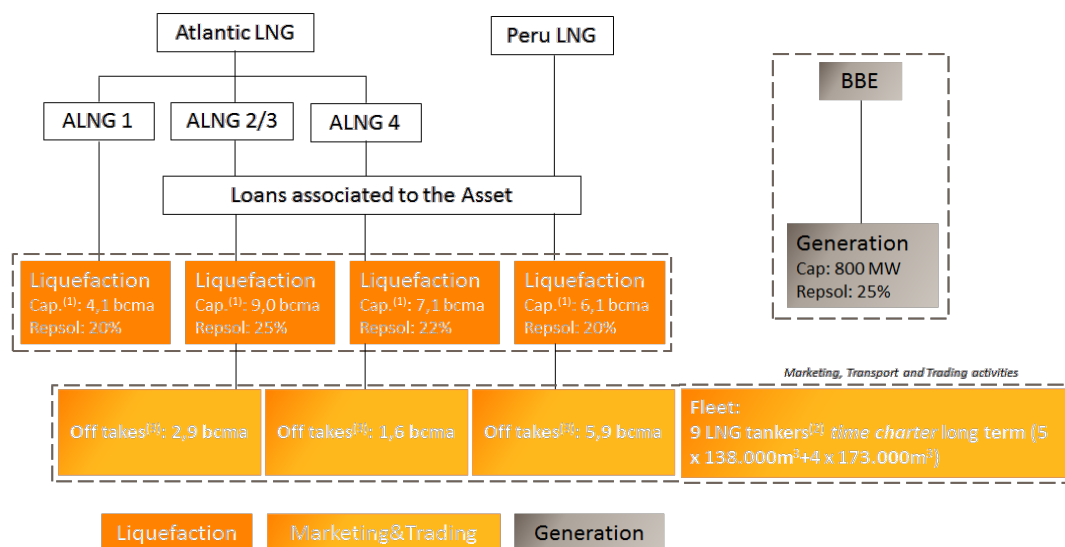 Atlantic LNG
Peru LNG
BBE
ALNG 1
ALNG 2/3
ALNG 4
Loans associated to the Asset
Liquefaction
Cap.(1): 4,1 bcma
Repsol: 20%
Liquefaction
Cap.(1): 9,0 bcma
Repsol: 25%
Liquefaction
Cap.(1): 7,1 bcma
Repsol: 22%
Liquefaction
Cap.(1): 6,1 bcma
Repsol: 20%
Generation
Cap: 800 MW
Repsol: 25%
Marketing, Transport and Trading activities
Off takes(3): 2,9 bcma
Off takes(3): 1,6 bcma
Off takes(3): 5,9 bcma
Fleet:
9 LNG tankers(2) time charter long term (5
x 138.000m3+4 x 173.000m3)
Liquefaction
Marketing&Trading
Generation